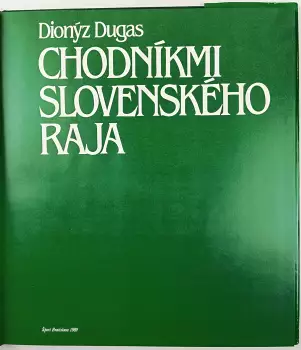 Dionýz Dugas
CHODNÍKMI
SLOVENSKÉHO
RAJA
Šport Bratislava 1989